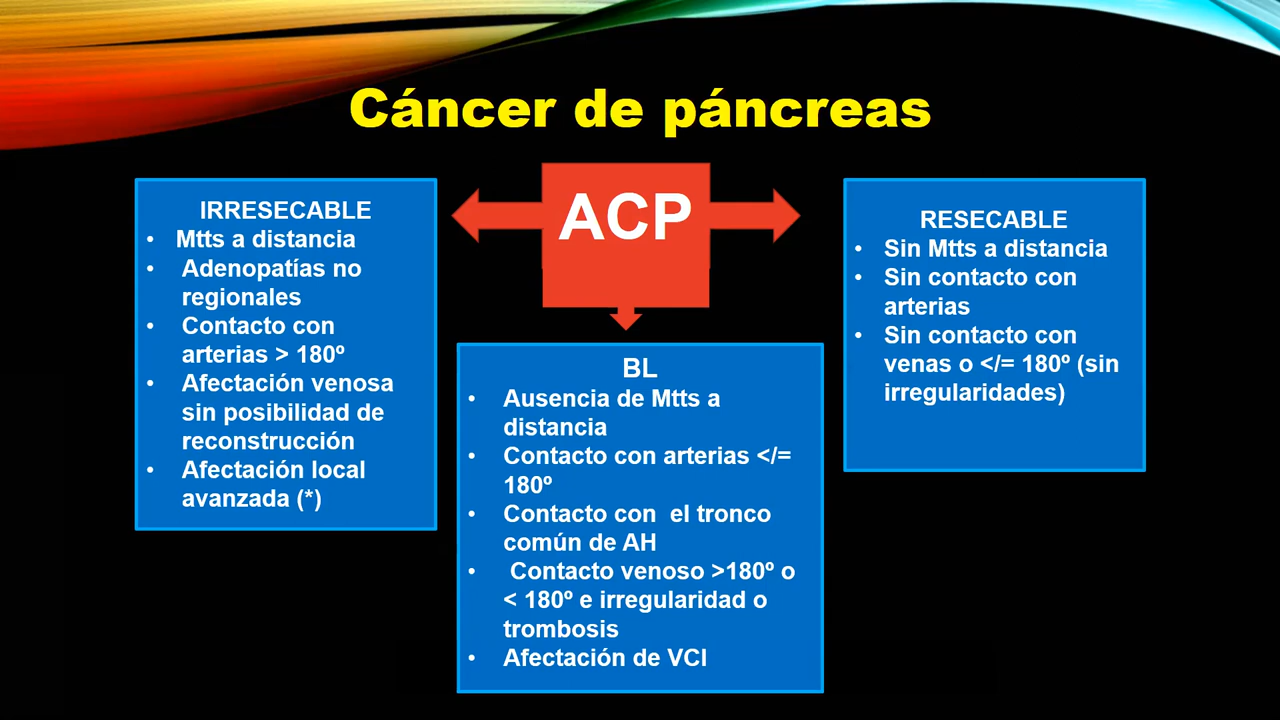 Cáncer de páncreas
ACP
IRRESECABLE
• Mtts a distancia
• Adenopatías no
regionales
• Contacto con
arterias > 180º
• Afectación venosa
sin posibilidad de
reconstrucción
• Afectación local
avanzada (*)
BL
• Ausencia de Mtts a
distancia
• Contacto con arterias </=
180º
• Contacto con el tronco
común de AH
• Contacto venoso >180º o
< 180º e irregularidad o
trombosis
• Afectación de VCI
RESECABLE
• Sin Mtts a distancia
• Sin contacto con
arterias
• Sin contacto con
venas o </= 180º (sin
irregularidades)